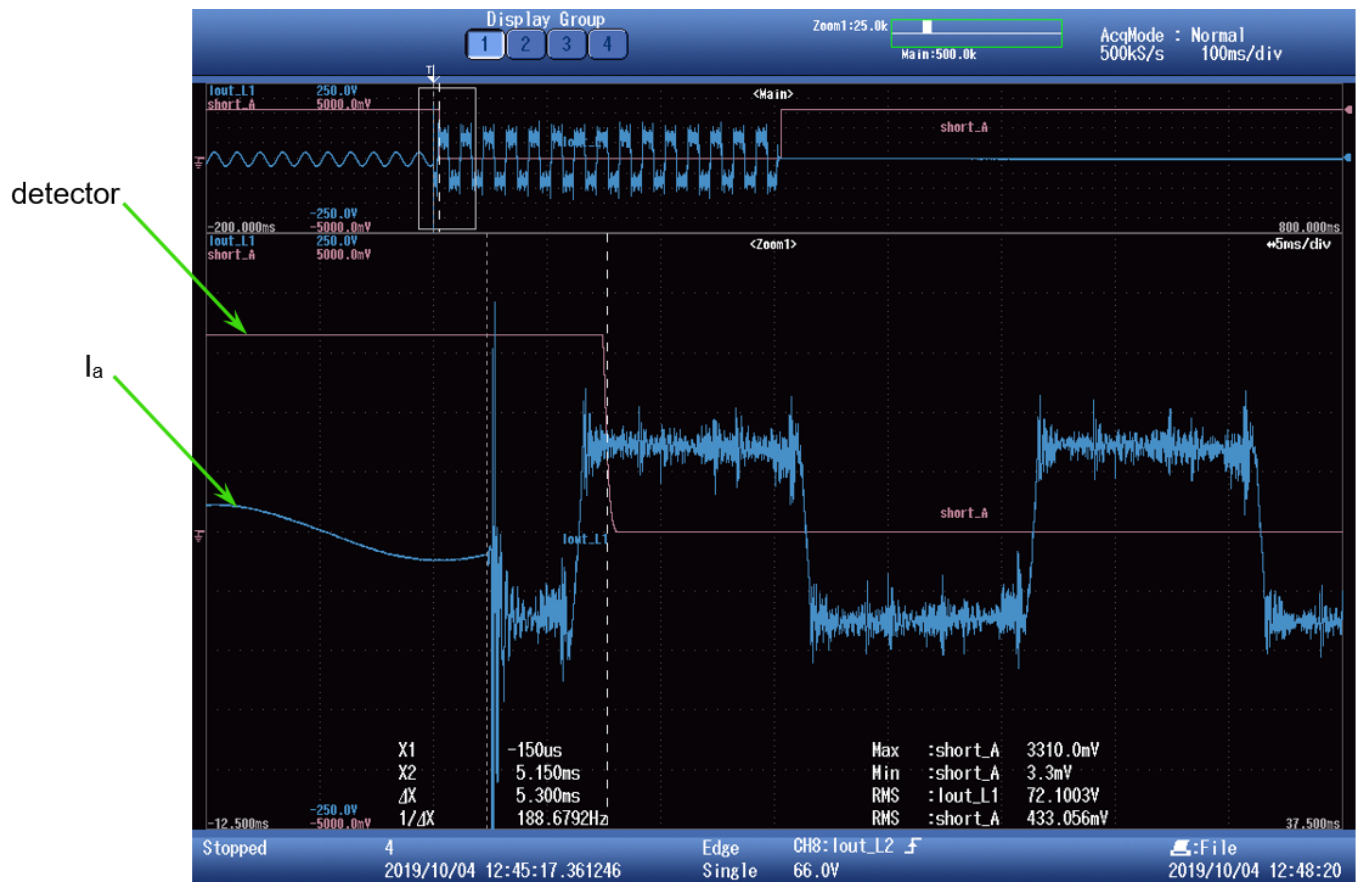 Display Group
1 2 3 4
Zoom1:25.0k
Main:500.0k
AcqMode : Normal
500kS/s 100ms/div
T
Iout_L1 250.0V
short_A 5000.0mV
<Main>
short_A
Iout_L1
-250.0V
-200.000ms -5000.0mV 800.000ms
detector
Iout_L1 250.0V
short_A 5000.0mV
<Zoom1>
5ms/div
Ia
short_A
Iout_L1
X1 -150us
X2 5.150ms
ΔX 5.300ms
1/ΔX 188.6792Hz
Max :short_A 3310.0mV
Min :short_A 3.3mV
RMS :Iout_L1 72.1003V
RMS :short_A 433.056mV
-250.0V
-12.500ms -5000.0mV 37.500ms
Stopped 4 Edge CH8:Iout_L2 :File
2019/10/04 12:45:17.361246 Single 66.0V 2019/10/04 12:48:20